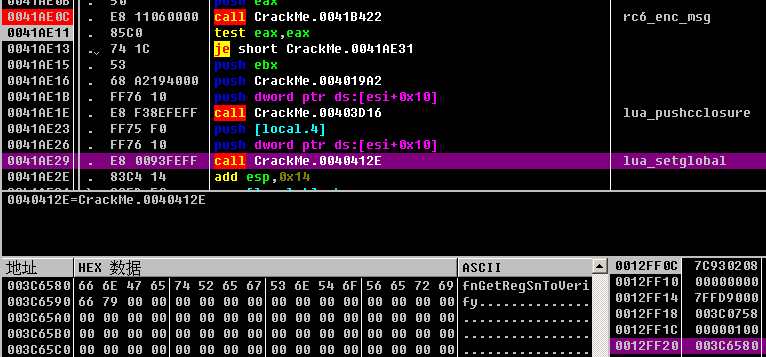 0041AE0B . 50 push eax
0041AE0C . E8 11060000 call CrackMe.0041B422 rc6_enc_msg
0041AE11 . 85C0 test eax,eax
0041AE13 .⌄ 74 1C je short CrackMe.0041AE31
0041AE15 . 53 push ebx
0041AE16 . 68 A2194000 push CrackMe.004019A2
0041AE1B . FF76 10 push dword ptr ds:[esi+0x10]
0041AE1E . E8 F38EFEFF call CrackMe.00403D16 lua_pushcclosure
0041AE23 . FF75 F0 push [local.4]
0041AE26 . FF76 10 push dword ptr ds:[esi+0x10]
0041AE29 . E8 0093FEFF call CrackMe.0040412E lua_setglobal
0041AE2E . 83C4 14 add esp,0x14
0040412E=CrackMe.0040412E
地址 HEX 数据 ASCII
003C6580 66 6E 47 65 74 52 65 67 53 6E 54 6F 56 65 72 69 fnGetRegSnToVeri
003C6590 66 79 00 00 00 00 00 00 00 00 00 00 00 00 00 00 fy..............
003C65A0 00 00 00 00 00 00 00 00 00 00 00 00 00 00 00 00 ................
003C65B0 00 00 00 00 00 00 00 00 00 00 00 00 00 00 00 00 ................
003C65C0 00 00 00 00 00 00 00 00 00 00 00 00 00 00 00 00 ................
0012FF0C 7C930208
0012FF10 00000000
0012FF14 7FFD9000
0012FF18 003C0758
0012FF1C 00000100
0012FF20 003C6580